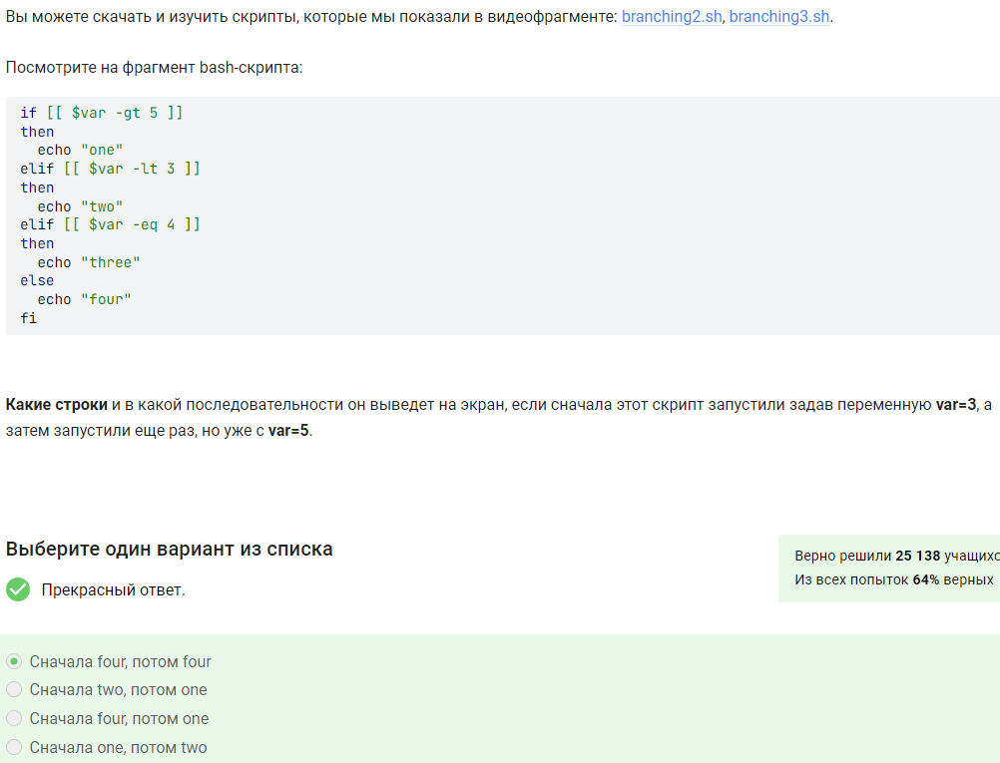 Вы можете скачать и изучить скрипты, которые мы показали в видеофрагменте: branching2.sh, branching3.sh.
Посмотрите на фрагмент bash-скрипта:
if [[ $var -gt 5 ]]
then
  echo "one"
elif [[ $var -lt 3 ]]
then
  echo "two"
elif [[ $var -eq 4 ]]
then
  echo "three"
else
  echo "four"
fi
Какие строки и в какой последовательности он выведет на экран, если сначала этот скрипт запустили задав переменную var=3, а
затем запустили еще раз, но уже с var=5.
Выберите один вариант из списка
Верно решили 25 138 учащихс
Из всех попыток 64% верных
Прекрасный ответ.
Сначала four, потом four
Сначала two, потом one
Сначала four, потом one
Сначала one, потом two